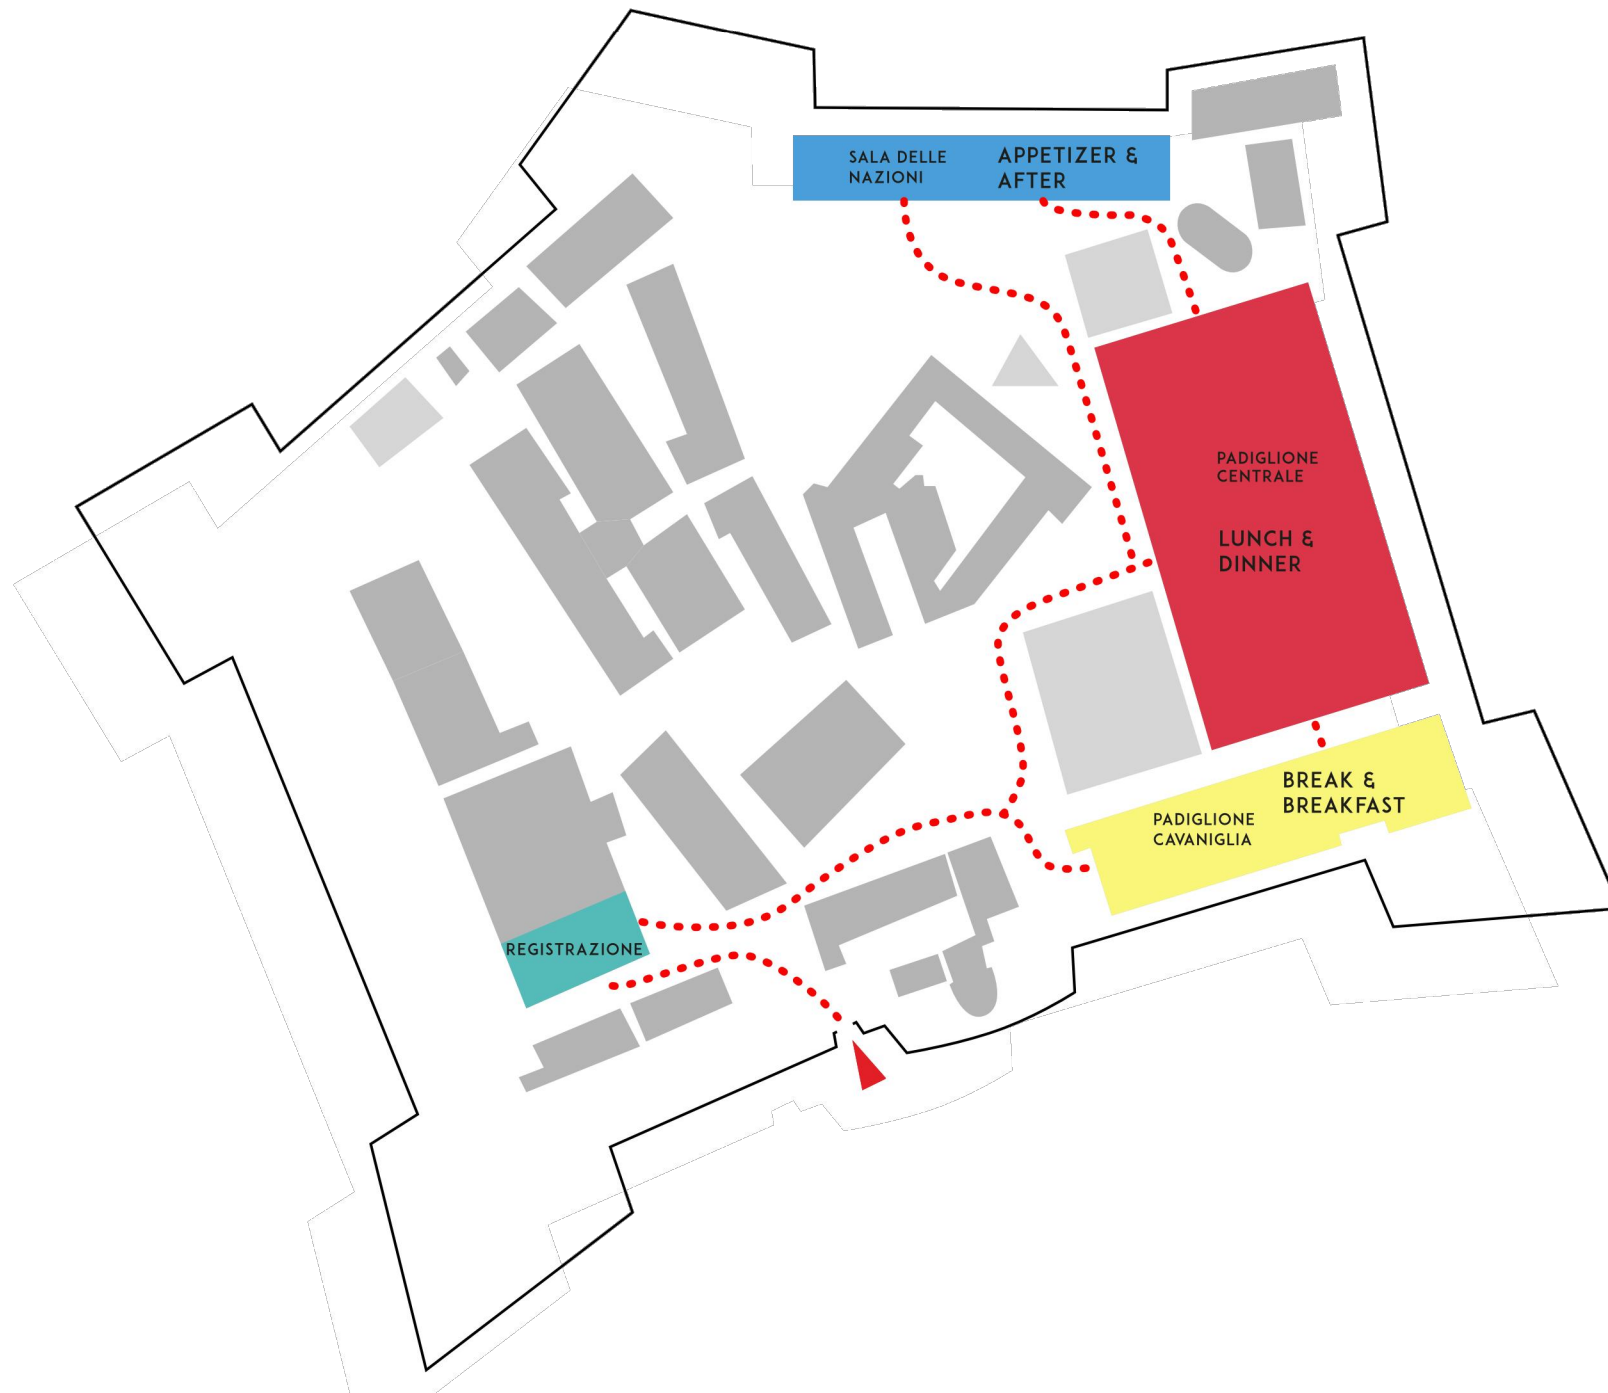 SALA DELLE
NAZIONI
APPETIZER &
AFTER
PADIGLIONE
CENTRALE
LUNCH &
DINNER
BREAK &
BREAKFAST
PADIGLIONE
CAVANIGLIA
REGISTRAZIONE